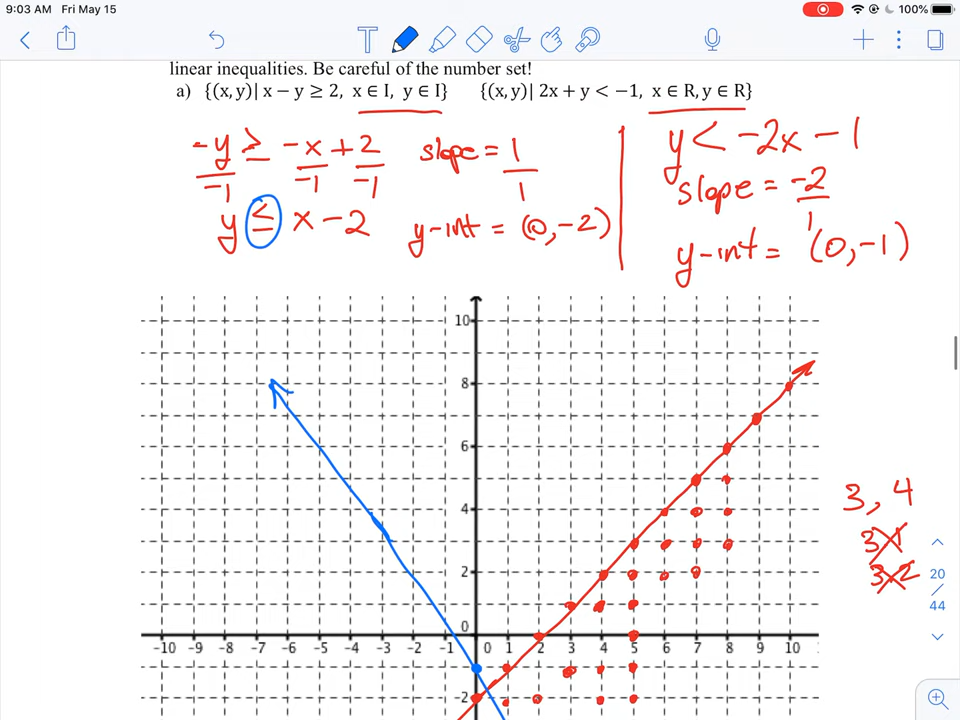 9:03 AM Fri May 15 100%
linear inequalities. Be careful of the number set!
a) {(x,y)| x − y ≥ 2, x ∈ I, y ∈ I} {(x,y)| 2x + y < −1, x ∈ R, y ∈ R}
-y ≥ -x + 2 slope = 1
-1 -1 -1 1
y ≤ x - 2 y-int = (0, -2)
y < -2x - 1
slope = -2
1
y-int = (0, -1)
10
8
6
4
2
0
-10 -9 -8 -7 -6 -5 -4 -3 -2 -1 0 1 2 3 4 5 6 7 8 9 10
-2
3, 4
3, 1
3, 2
20
/
44